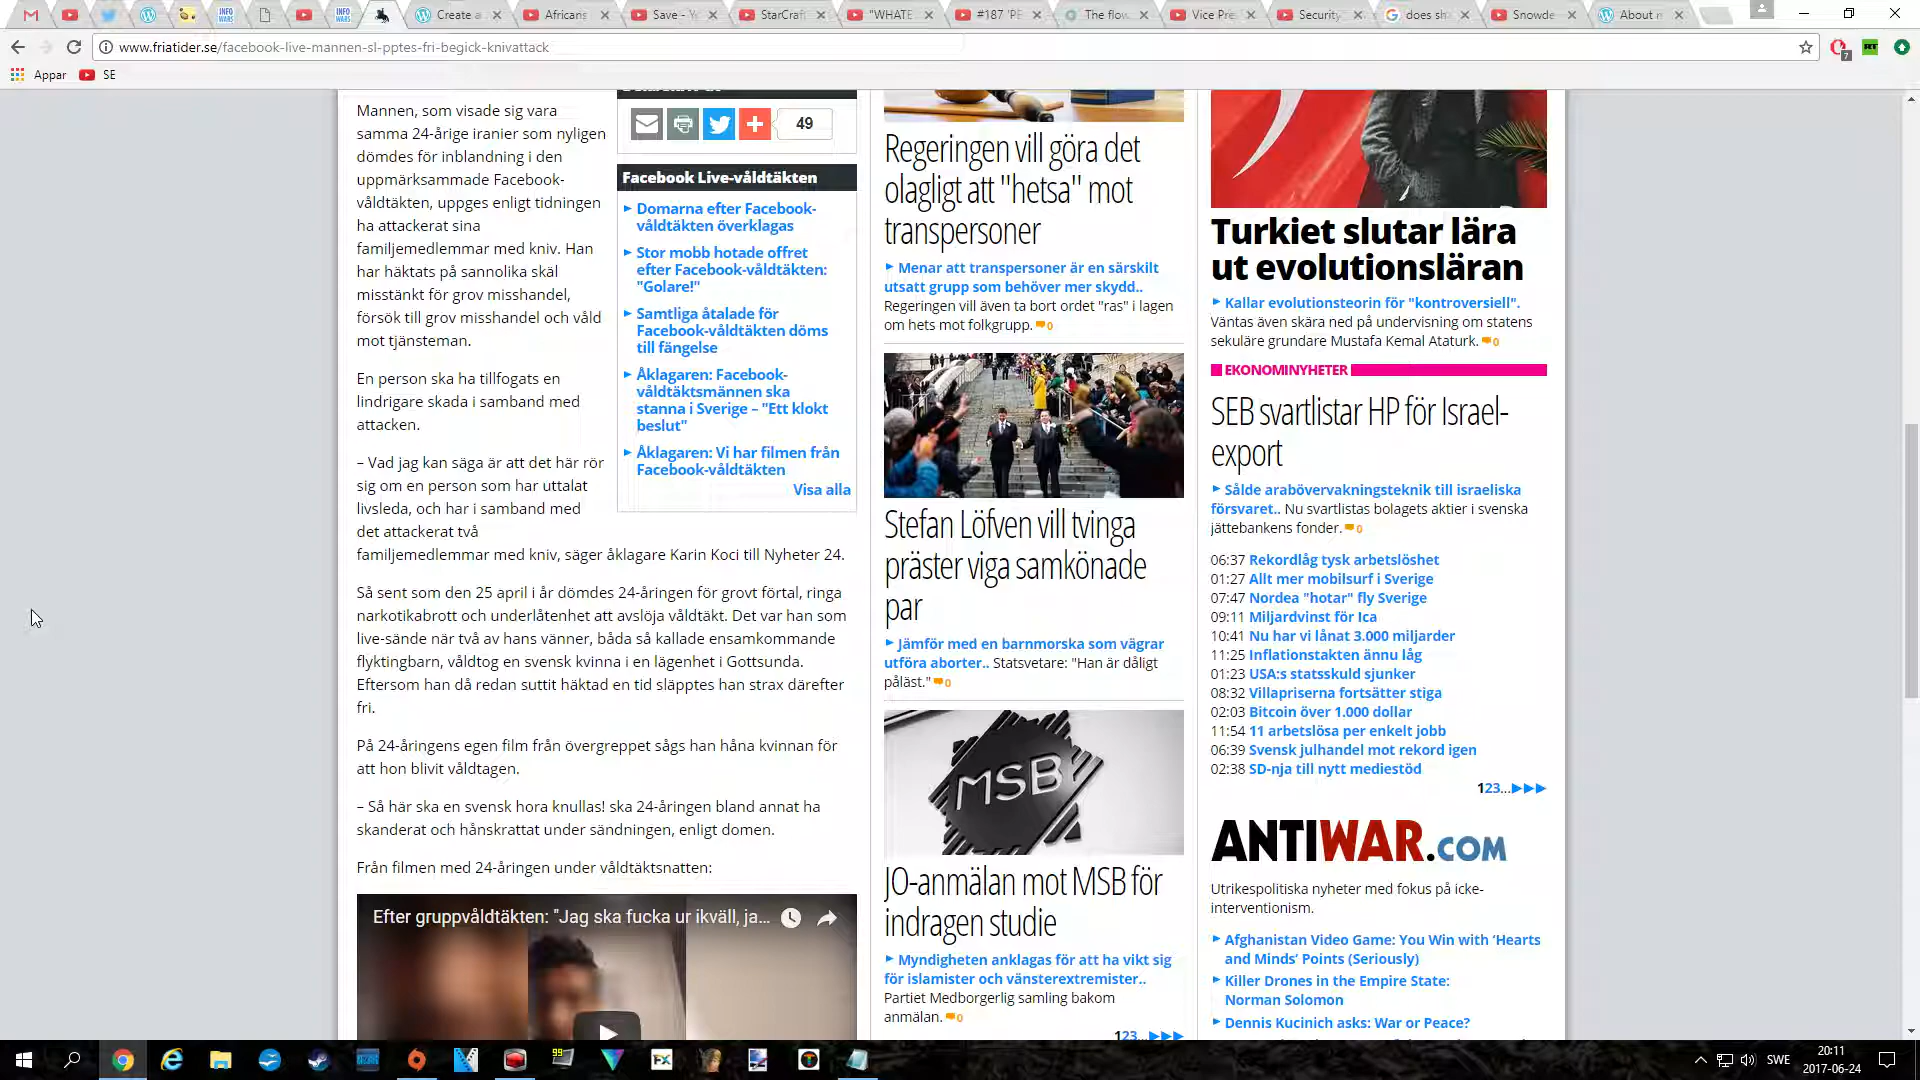 Create a
Africans
Save - Y
StarCraf
"WHATE
#187 'PE
The flow
Vice Pre
Security
does sh
Snowde
About n
www.friatider.se/facebook-live-mannen-sl-pptes-fri-begick-knivattack
7
Appar
SE
Mannen, som visade sig vara
samma 24-årige iranier som nyligen
dömdes för inblandning i den
uppmärksammade Facebook-
våldtäkten, uppges enligt tidningen
ha attackerat sina
familjemedlemmar med kniv. Han
har häktats på sannolika skäl
misstänkt för grov misshandel,
försök till grov misshandel och våld
mot tjänsteman.
En person ska ha tillfogats en
lindrigare skada i samband med
attacken.
– Vad jag kan säga är att det här rör
sig om en person som har uttalat
livsleda, och har i samband med
det attackerat två
familjemedlemmar med kniv, säger åklagare Karin Koci till Nyheter 24.
Så sent som den 25 april i år dömdes 24-åringen för grovt förtal, ringa
narkotikabrott och underlåtenhet att avslöja våldtäkt. Det var han som
live-sände när två av hans vänner, båda så kallade ensamkommande
flyktingbarn, våldtog en svensk kvinna i en lägenhet i Gottsunda.
Eftersom han då redan suttit häktad en tid släpptes han strax därefter
fri.
På 24-åringens egen film från övergreppet sågs han håna kvinnan för
att hon blivit våldtagen.
– Så här ska en svensk hora knullas! ska 24-åringen bland annat ha
skanderat och hånskrattat under sändningen, enligt domen.
Från filmen med 24-åringen under våldtäktsnatten:
Efter gruppvåldtäkten: "Jag ska fucka ur ikväll, ja...
49
Facebook Live-våldtäkten
Domarna efter Facebook-
våldtäkten överklagas
Stor mobb hotade offret
efter Facebook-våldtäkten:
"Golare!"
Samtliga åtalade för
Facebook-våldtäkten döms
till fängelse
Åklagaren: Facebook-
våldtäktsmännen ska
stanna i Sverige – "Ett klokt
beslut"
Åklagaren: Vi har filmen från
Facebook-våldtäkten
Visa alla
Regeringen vill göra det
olagligt att "hetsa" mot
transpersoner
Menar att transpersoner är en särskilt
utsatt grupp som behöver mer skydd..
Regeringen vill även ta bort ordet "ras" i lagen
om hets mot folkgrupp. 0
Stefan Löfven vill tvinga
präster viga samkönade
par
Jämför med en barnmorska som vägrar
utföra aborter.. Statsvetare: "Han är dåligt
påläst." 0
MSB
JO-anmälan mot MSB för
indragen studie
Myndigheten anklagas för att ha vikt sig
för islamister och vänsterextremister..
Partiet Medborgerlig samling bakom
anmälan. 0
123...
Turkiet slutar lära
ut evolutionsläran
Kallar evolutionsteorin för "kontroversiell".
Väntas även skära ned på undervisning om statens
sekuläre grundare Mustafa Kemal Ataturk. 0
EKONOMINYHETER
SEB svartlistar HP för Israel-
export
Sålde arabövervakningsteknik till israeliska
försvaret.. Nu svartlistas bolagets aktier i svenska
jättebankens fonder. 0
06:37 Rekordlåg tysk arbetslöshet
01:27 Allt mer mobilsurf i Sverige
07:47 Nordea "hotar" fly Sverige
09:11 Miljardvinst för Ica
10:41 Nu har vi lånat 3.000 miljarder
11:25 Inflationstakten ännu låg
01:23 USA:s statsskuld sjunker
08:32 Villapriserna fortsätter stiga
02:03 Bitcoin över 1.000 dollar
11:54 11 arbetslösa per enkelt jobb
06:39 Svensk julhandel mot rekord igen
02:38 SD-nja till nytt mediestöd
123...
ANTIWAR.COM
Utrikespolitiska nyheter med fokus på icke-
interventionism.
Afghanistan Video Game: You Win with ‘Hearts
and Minds’ Points (Seriously)
Killer Drones in the Empire State:
Norman Solomon
Dennis Kucinich asks: War or Peace?
SWE
20:11
2017-06-24